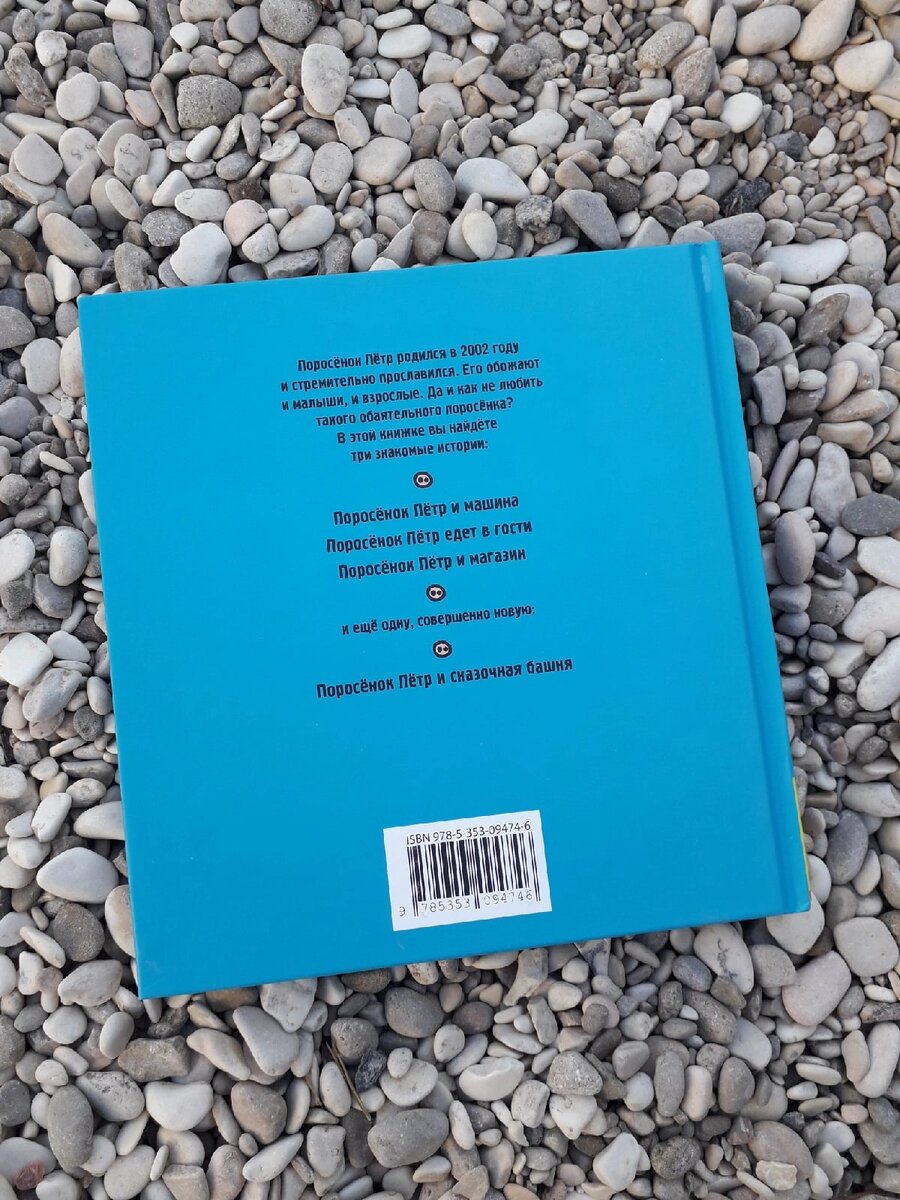 Поросёнок Пётр родился в 2002 году
и стремительно прославился. Его обожают
и малыши, и взрослые. Да и как не любить
такого обаятельного поросёнка?
В этой книжке вы найдёте
три знакомые истории:
Поросёнок Пётр и машина
Поросёнок Пётр едет в гости
Поросёнок Пётр и магазин
и ещё одну, совершенно новую:
Поросёнок Пётр и сказочная башня
ISBN 978-5-353-09474-6
9 785353 094746